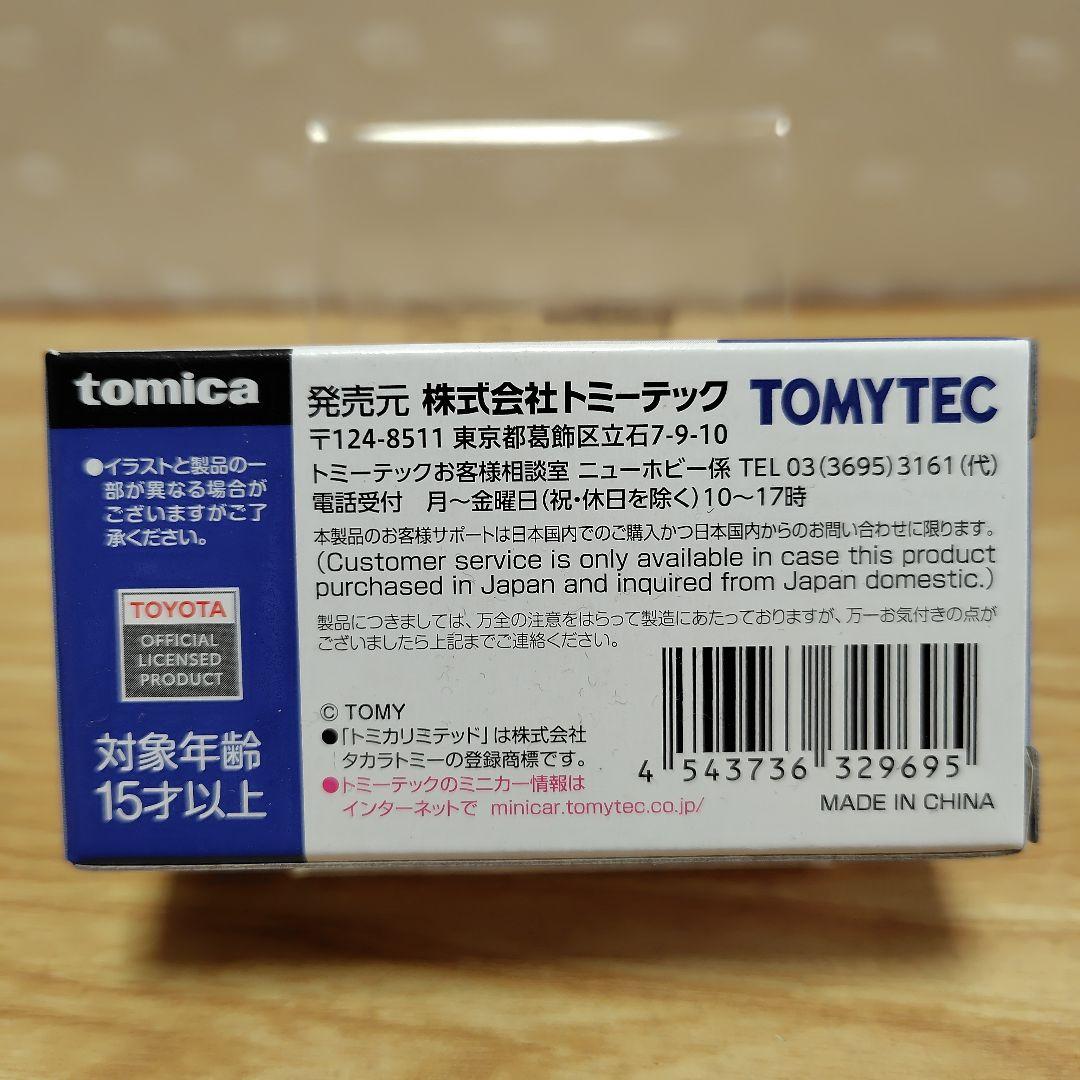 tomica
●イラストと製品の一
部が異なる場合が
ございますがご了
承ください。
TOYOTA
OFFICIAL
LICENSED
PRODUCT
対象年齢
15才以上
発売元 株式会社トミーテック TOMYTEC
〒124-8511 東京都葛飾区立石7-9-10
トミーテックお客様相談室 ニューホビー係 TEL 03(3695)3161(代)
電話受付 月〜金曜日(祝・休日を除く)10〜17時
本製品のお客様サポートは日本国内でのご購入かつ日本国内からのお問い合わせに限ります。
(Customer service is only available in case this product
purchased in Japan and inquired from Japan domestic.)
製品につきましては、万全の注意をはらって製造にあたっておりますが、万一お気付きの点が
ございましたら上記までご連絡ください。
© TOMY
●「トミカリミテッド」は株式会社
タカラトミーの登録商標です。
●トミーテックのミニカー情報は
インターネットで minicar.tomytec.co.jp/
4 543736 329695
MADE IN CHINA